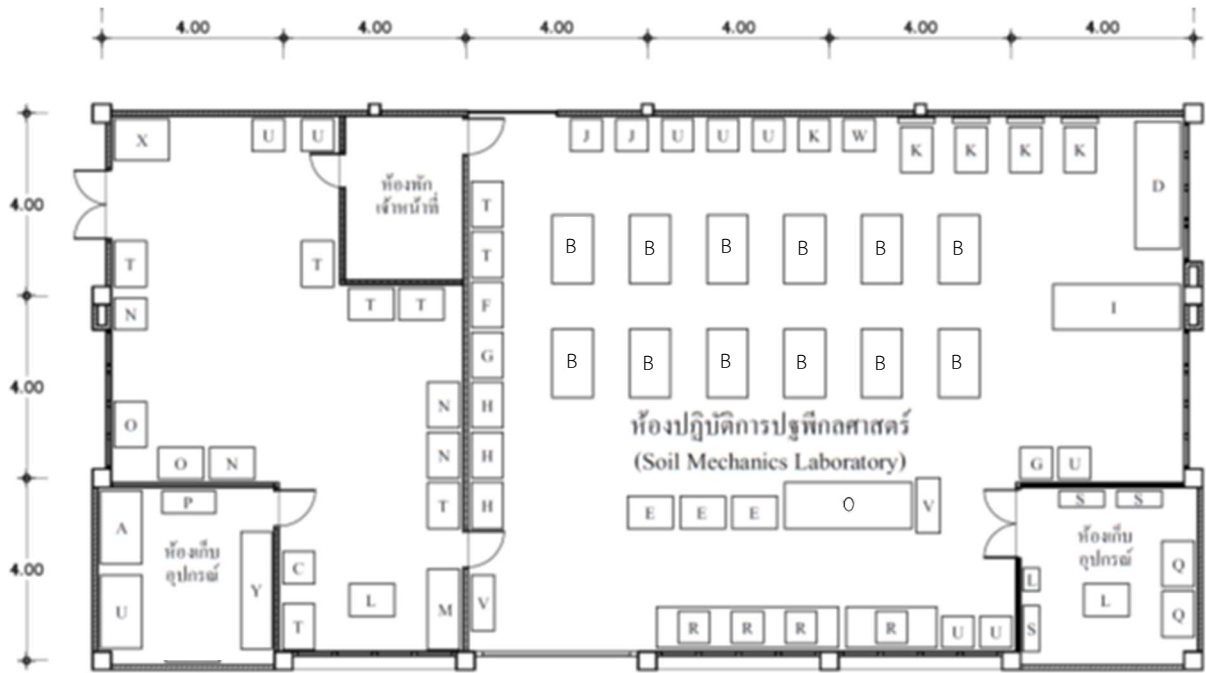 4.00 4.00 4.00 4.00 4.00 4.00
X U U J J U U U K W K K K K D
4.00
ห้องพัก
เจ้าหน้าที่
T
T T T B B B B B B
N T T F I
4.00
G B B B B B B
N H
O ห้องปฏิบัติการปฐพีกลศาสตร์
O N N H (Soil Mechanics Laboratory) G U
P T H E E E O V S S
A
ห้องเก็บ
อุปกรณ์
ห้องเก็บ
อุปกรณ์
4.00
C Y L M V L L Q
U T R R R R U U S Q